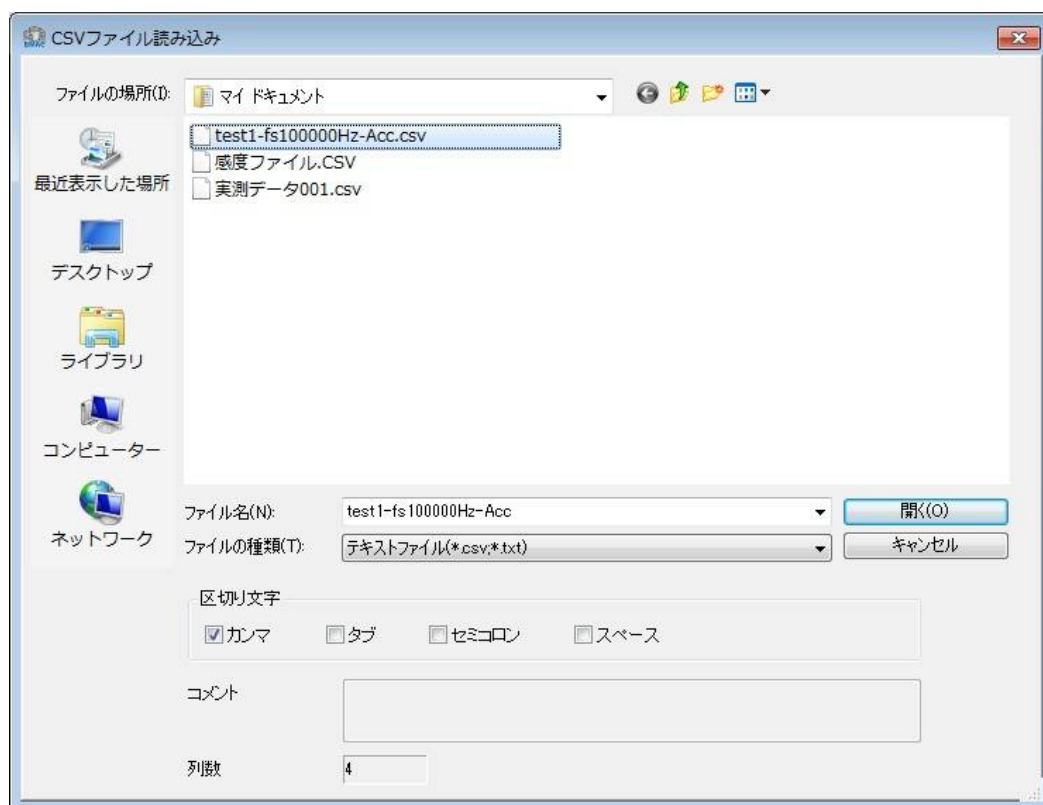 CSVファイル読み込み
ファイルの場所(I):
マイ ドキュメント
最近表示した場所
デスクトップ
ライブラリ
コンピューター
ネットワーク
test1-fs100000Hz-Acc.csv
感度ファイル.CSV
実測データ001.csv
ファイル名(N):
test1-fs100000Hz-Acc
開く(O)
ファイルの種類(T):
テキストファイル(*.csv;*.txt)
キャンセル
区切り文字
カンマ タブ セミコロン スペース
コメント
列数
4